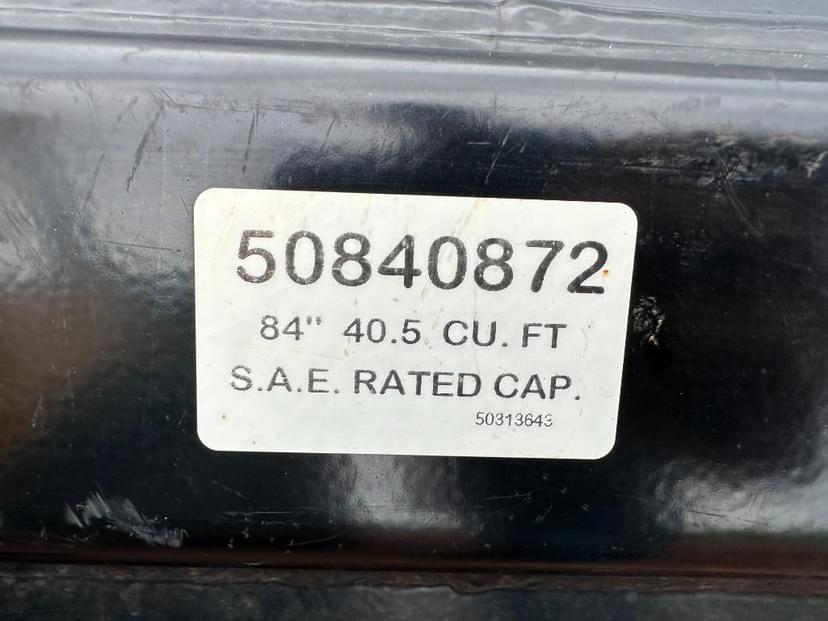 50840872
84" 40.5 CU. FT
S.A.E. RATED CAP.
50313643